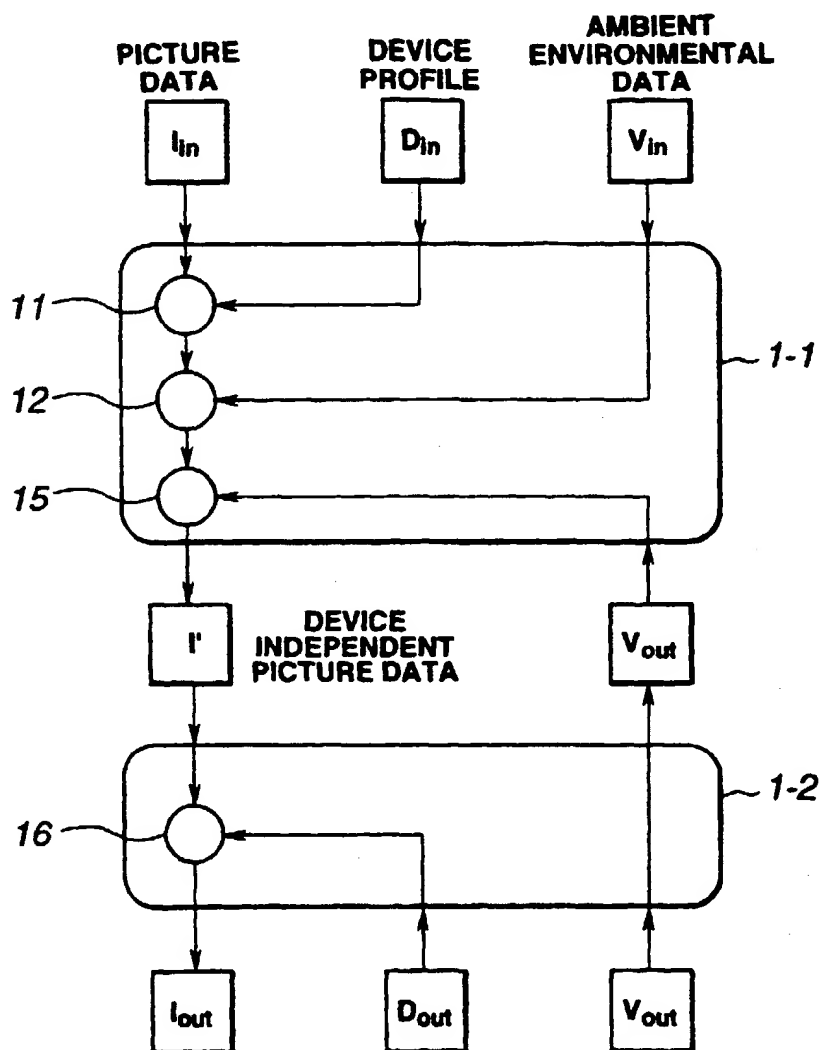 PICTURE
DATA
DEVICE
PROFILE
AMBIENT
ENVIRONMENTAL
DATA
Iin
Din
Vin
11
12
15
1-1
I'
DEVICE
INDEPENDENT
PICTURE DATA
Vout
16
1-2
Iout
Dout
Vout